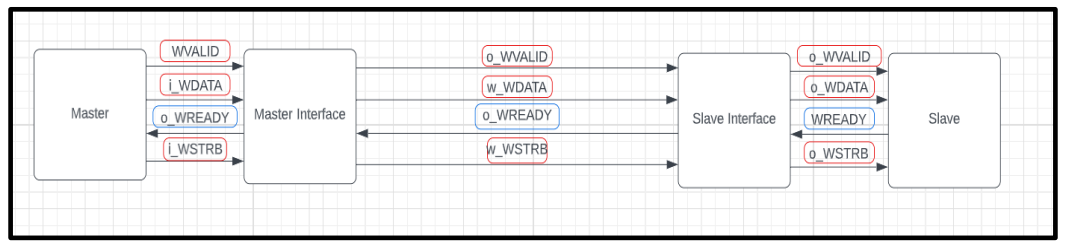 WVALID
i_WDATA
o_WREADY
i_WSTRB
Master
Master Interface
o_WVALID
w_WDATA
o_WREADY
w_WSTRB
Slave Interface
o_WVALID
o_WDATA
WREADY
o_WSTRB
Slave